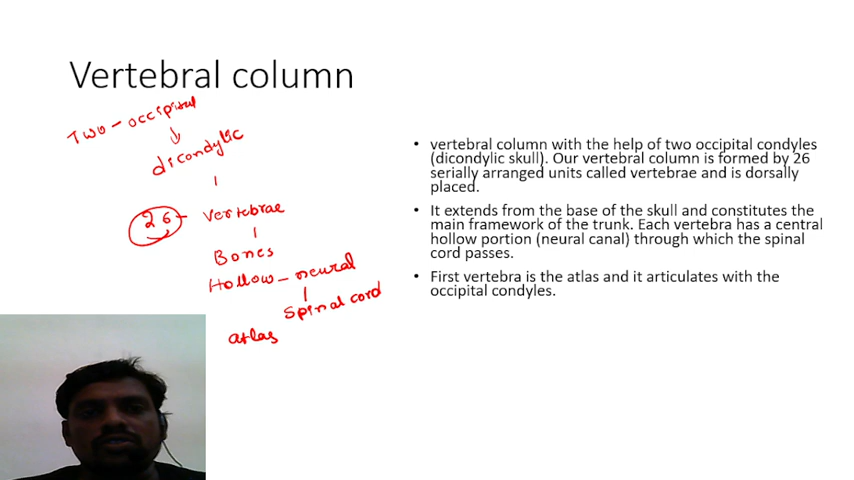 Vertebral column
Two - occipital
dicondylic
26 - vertebrae
Bones
Hollow - neural
spinal cord
atlas
• vertebral column with the help of two occipital condyles
(dicondylic skull). Our vertebral column is formed by 26
serially arranged units called vertebrae and is dorsally
placed.
• It extends from the base of the skull and constitutes the
main framework of the trunk. Each vertebra has a central
hollow portion (neural canal) through which the spinal
cord passes.
• First vertebra is the atlas and it articulates with the
occipital condyles.